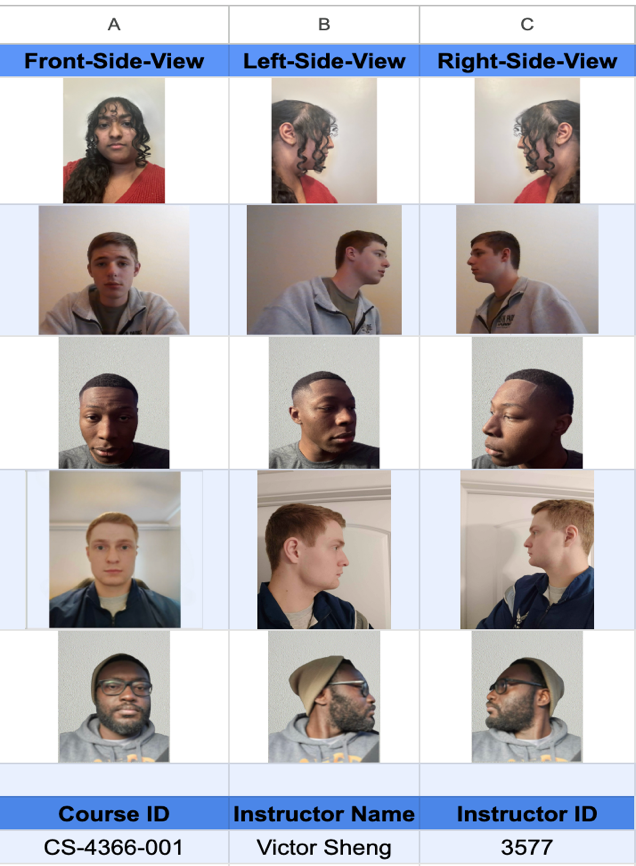 A B C
Front-Side-View Left-Side-View Right-Side-View
Course ID Instructor Name Instructor ID
CS-4366-001 Victor Sheng 3577